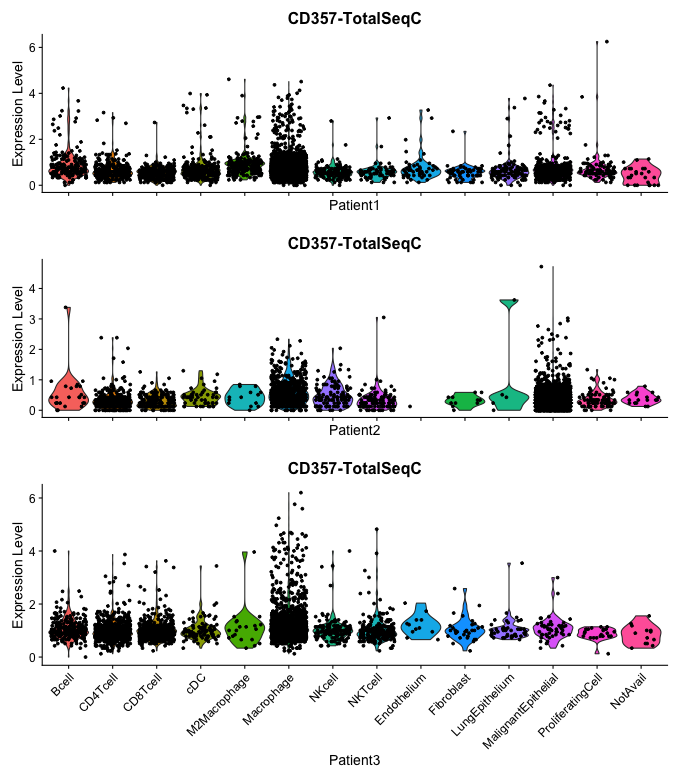 CD357-TotalSeqC
Expression Level
6
4
2
0
Patient1
CD357-TotalSeqC
Expression Level
4
3
2
1
0
Patient2
CD357-TotalSeqC
Expression Level
6
4
2
0
Bcell
CD4Tcell
CD8Tcell
cDC
M2Macrophage
Macrophage
NKcell
NKTcell
Endothelium
Fibroblast
LungEpithelium
MalignantEpithelial
ProliferatingCell
NotAvail
Patient3